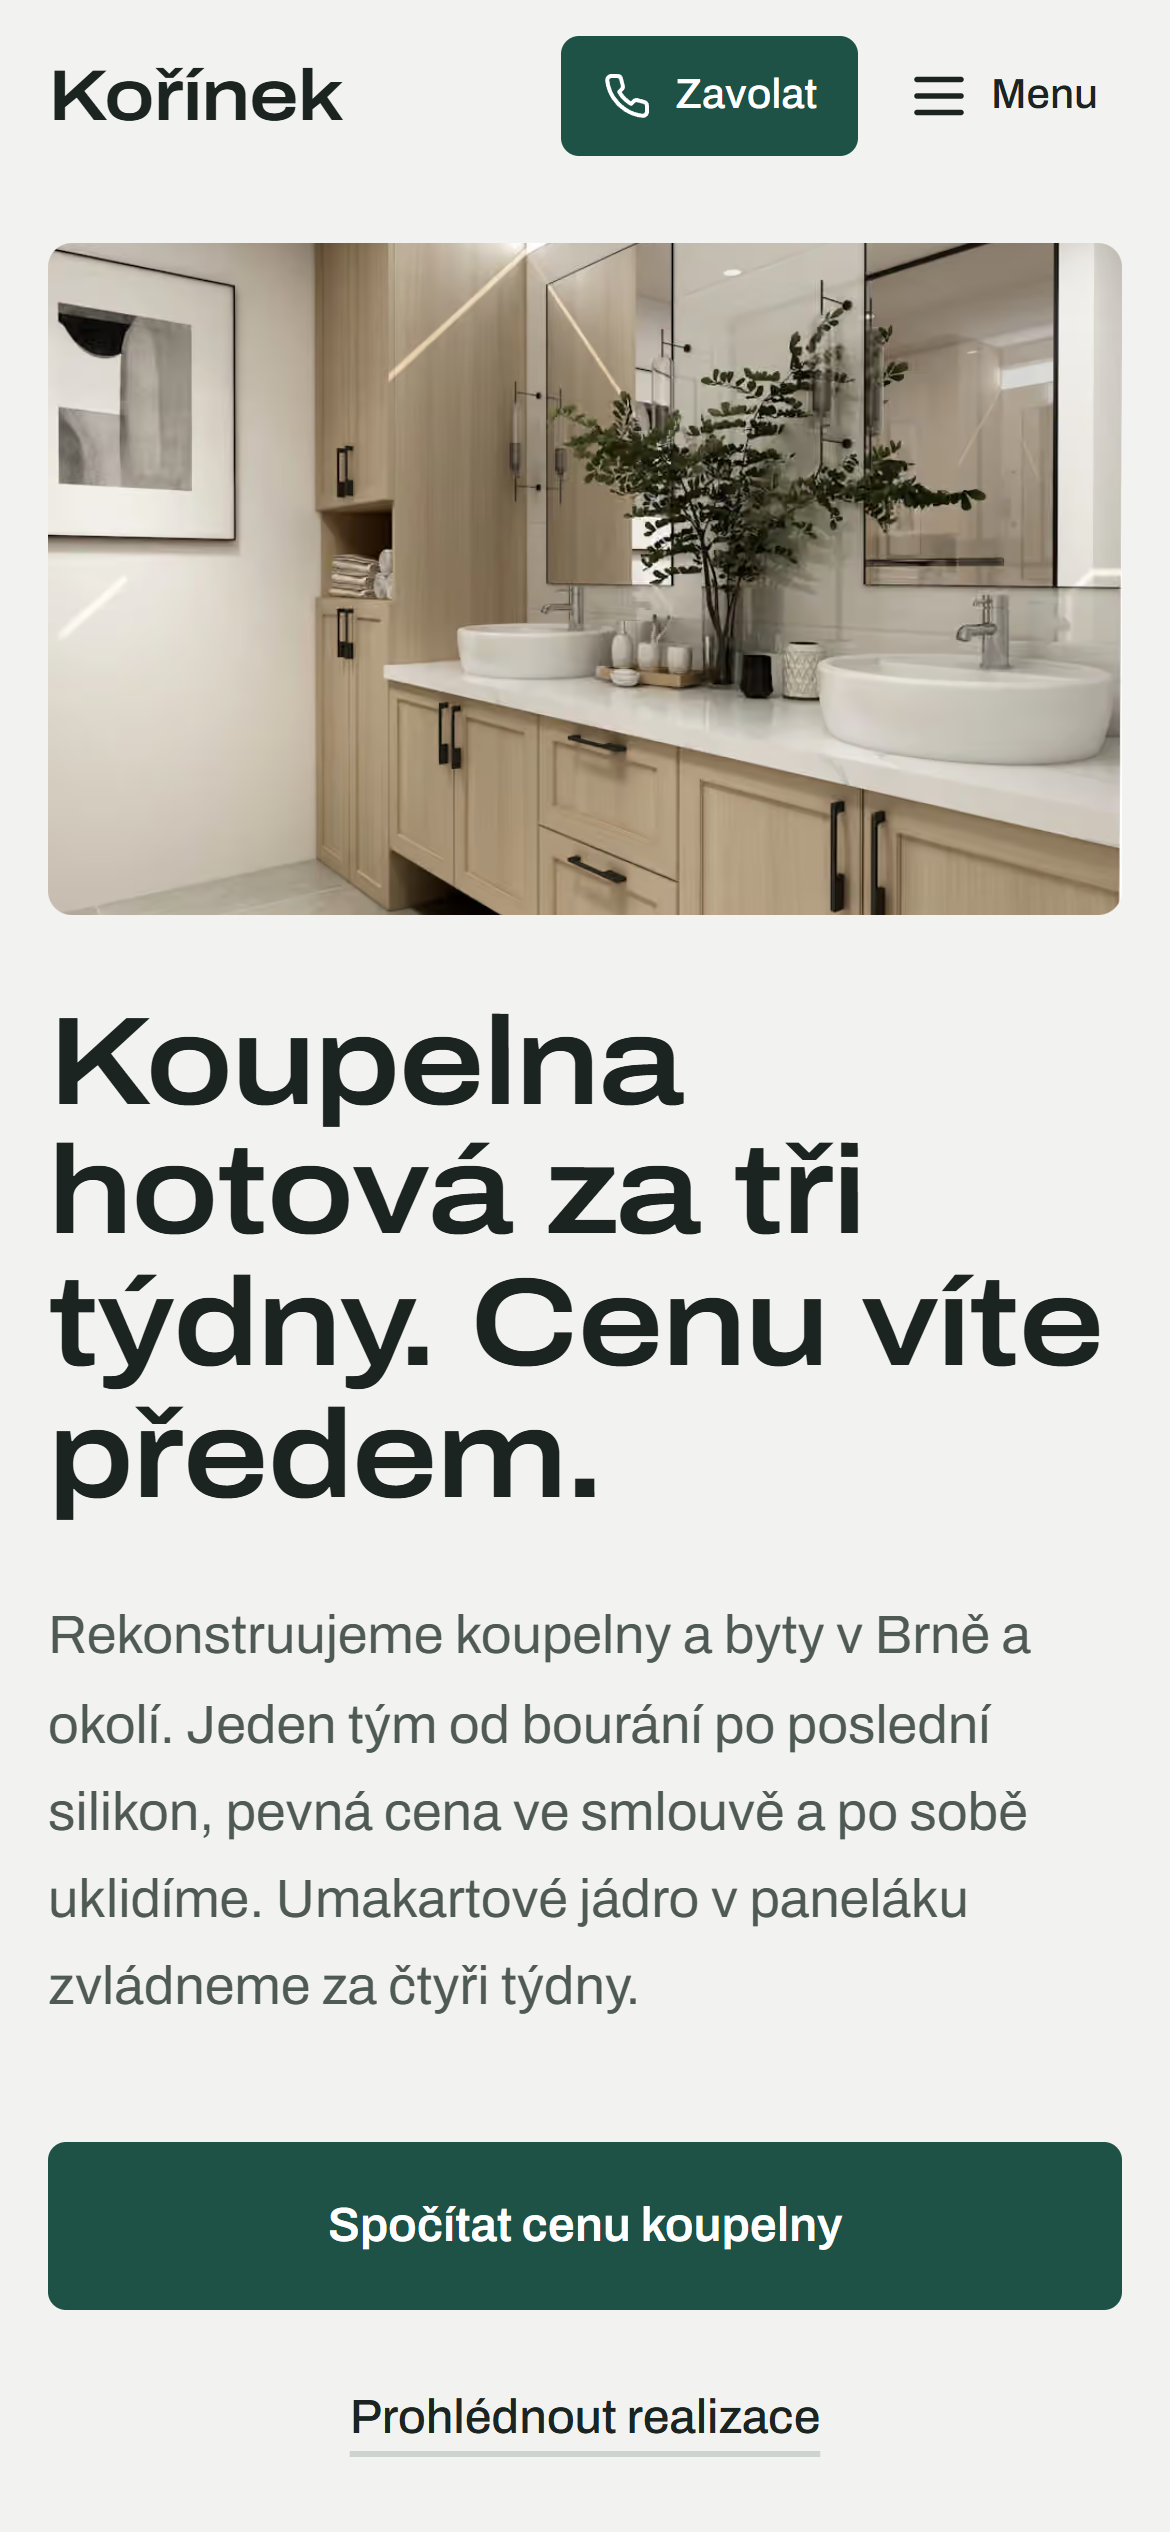 Kořínek
Zavolat
Menu
Koupelna
hotová za tři
týdny. Cenu víte
předem.
Rekonstruujeme koupelny a byty v Brně a
okolí. Jeden tým od bourání po poslední
silikon, pevná cena ve smlouvě a po sobě
uklidíme. Umakartové jádro v paneláku
zvládneme za čtyři týdny.
Spočítat cenu koupelny
Prohlédnout realizace